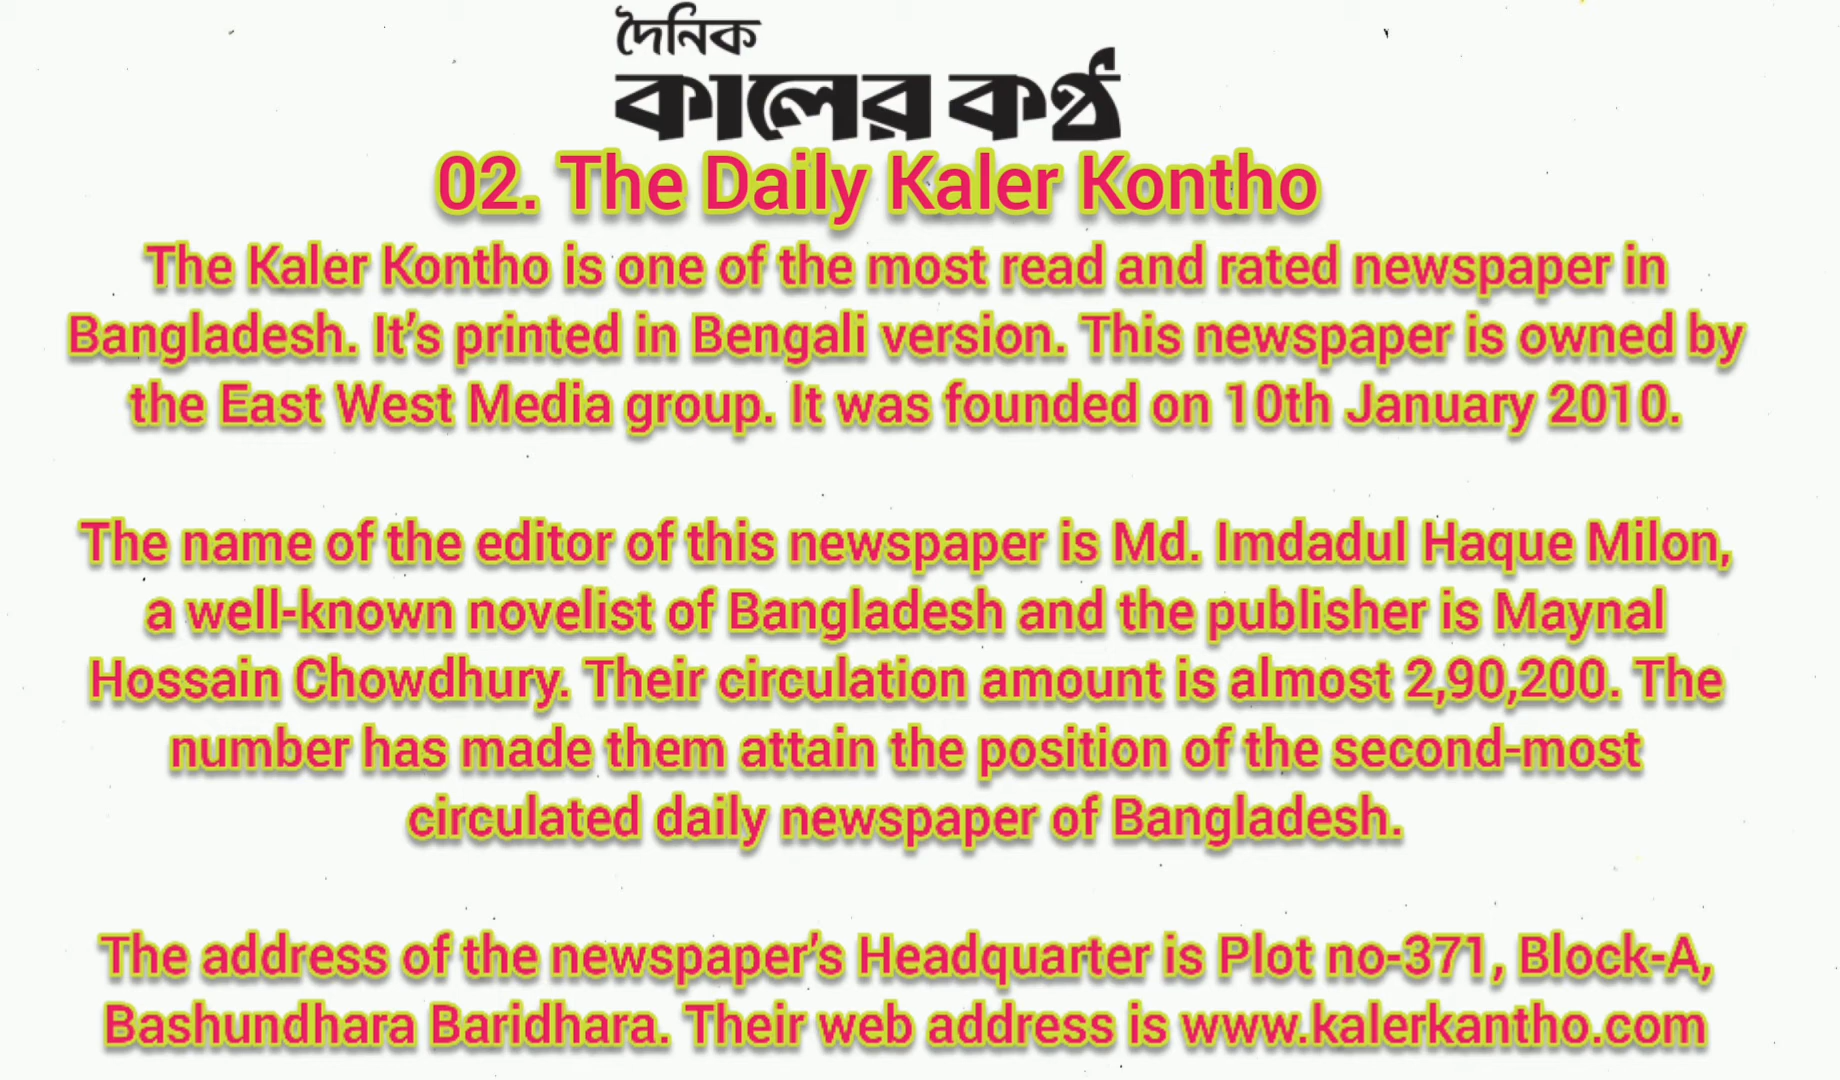 দৈনিক
কালের কণ্ঠ
02. The Daily Kaler Kontho
The Kaler Kontho is one of the most read and rated newspaper in
Bangladesh. It’s printed in Bengali version. This newspaper is owned by
the East West Media group. It was founded on 10th January 2010.
The name of the editor of this newspaper is Md. Imdadul Haque Milon,
a well-known novelist of Bangladesh and the publisher is Maynal
Hossain Chowdhury. Their circulation amount is almost 2,90,200. The
number has made them attain the position of the second-most
circulated daily newspaper of Bangladesh.
The address of the newspaper’s Headquarter is Plot no-371, Block-A,
Bashundhara Baridhara. Their web address is www.kalerkantho.com